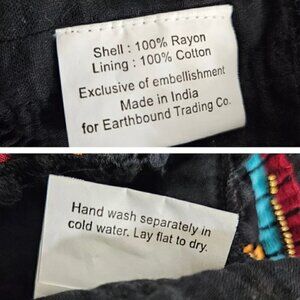 Shell : 100% Rayon
Lining : 100% Cotton
Exclusive of embellishment
Made in India
for Earthbound Trading Co.
Hand wash separately in
cold water. Lay flat to dry.